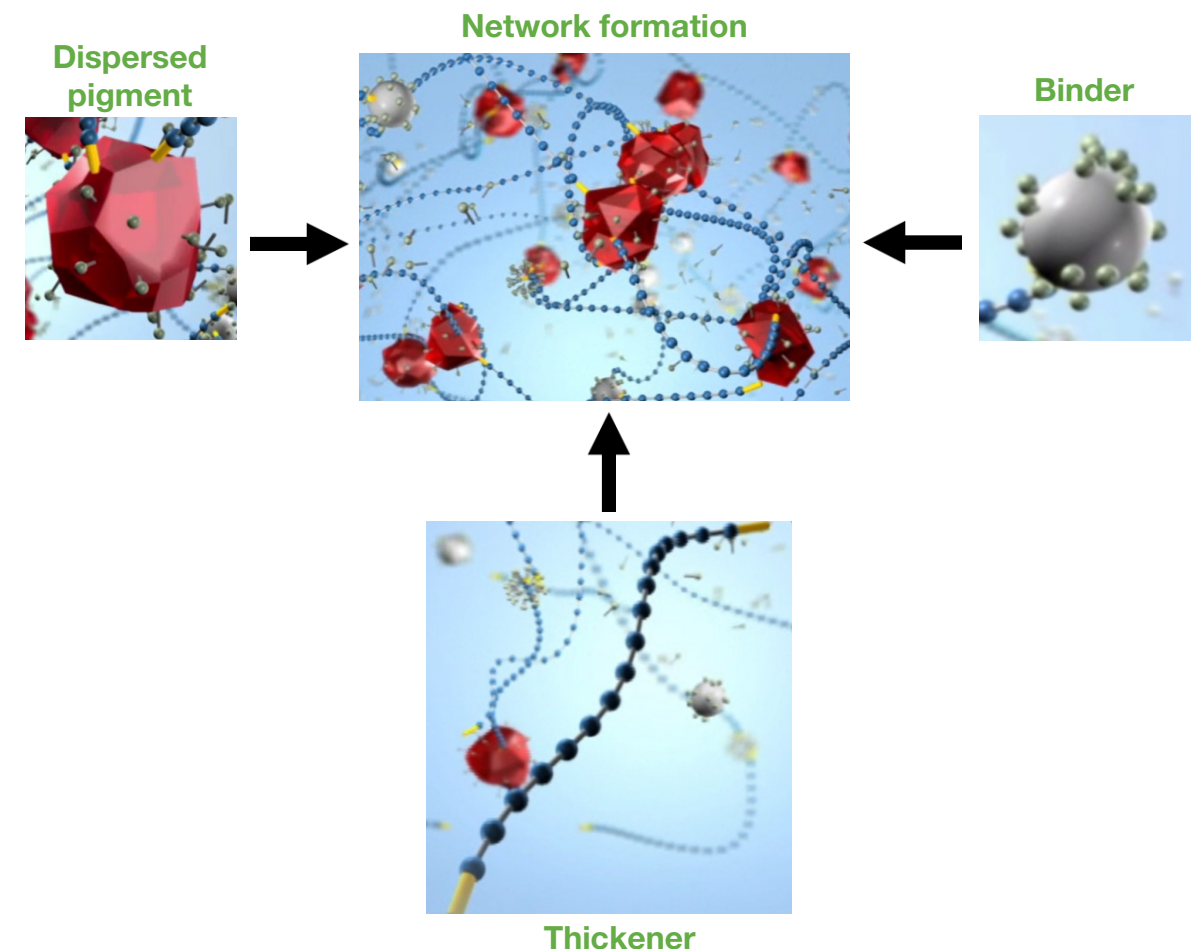 Network formation
Dispersed
pigment
Binder
Thickener